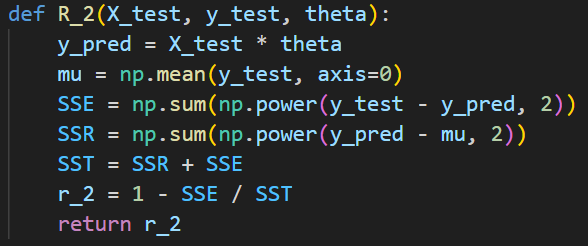 def R_2(X_test, y_test, theta):
    y_pred = X_test * theta
    mu = np.mean(y_test, axis=0)
    SSE = np.sum(np.power(y_test - y_pred, 2))
    SSR = np.sum(np.power(y_pred - mu, 2))
    SST = SSR + SSE
    r_2 = 1 - SSE / SST
    return r_2